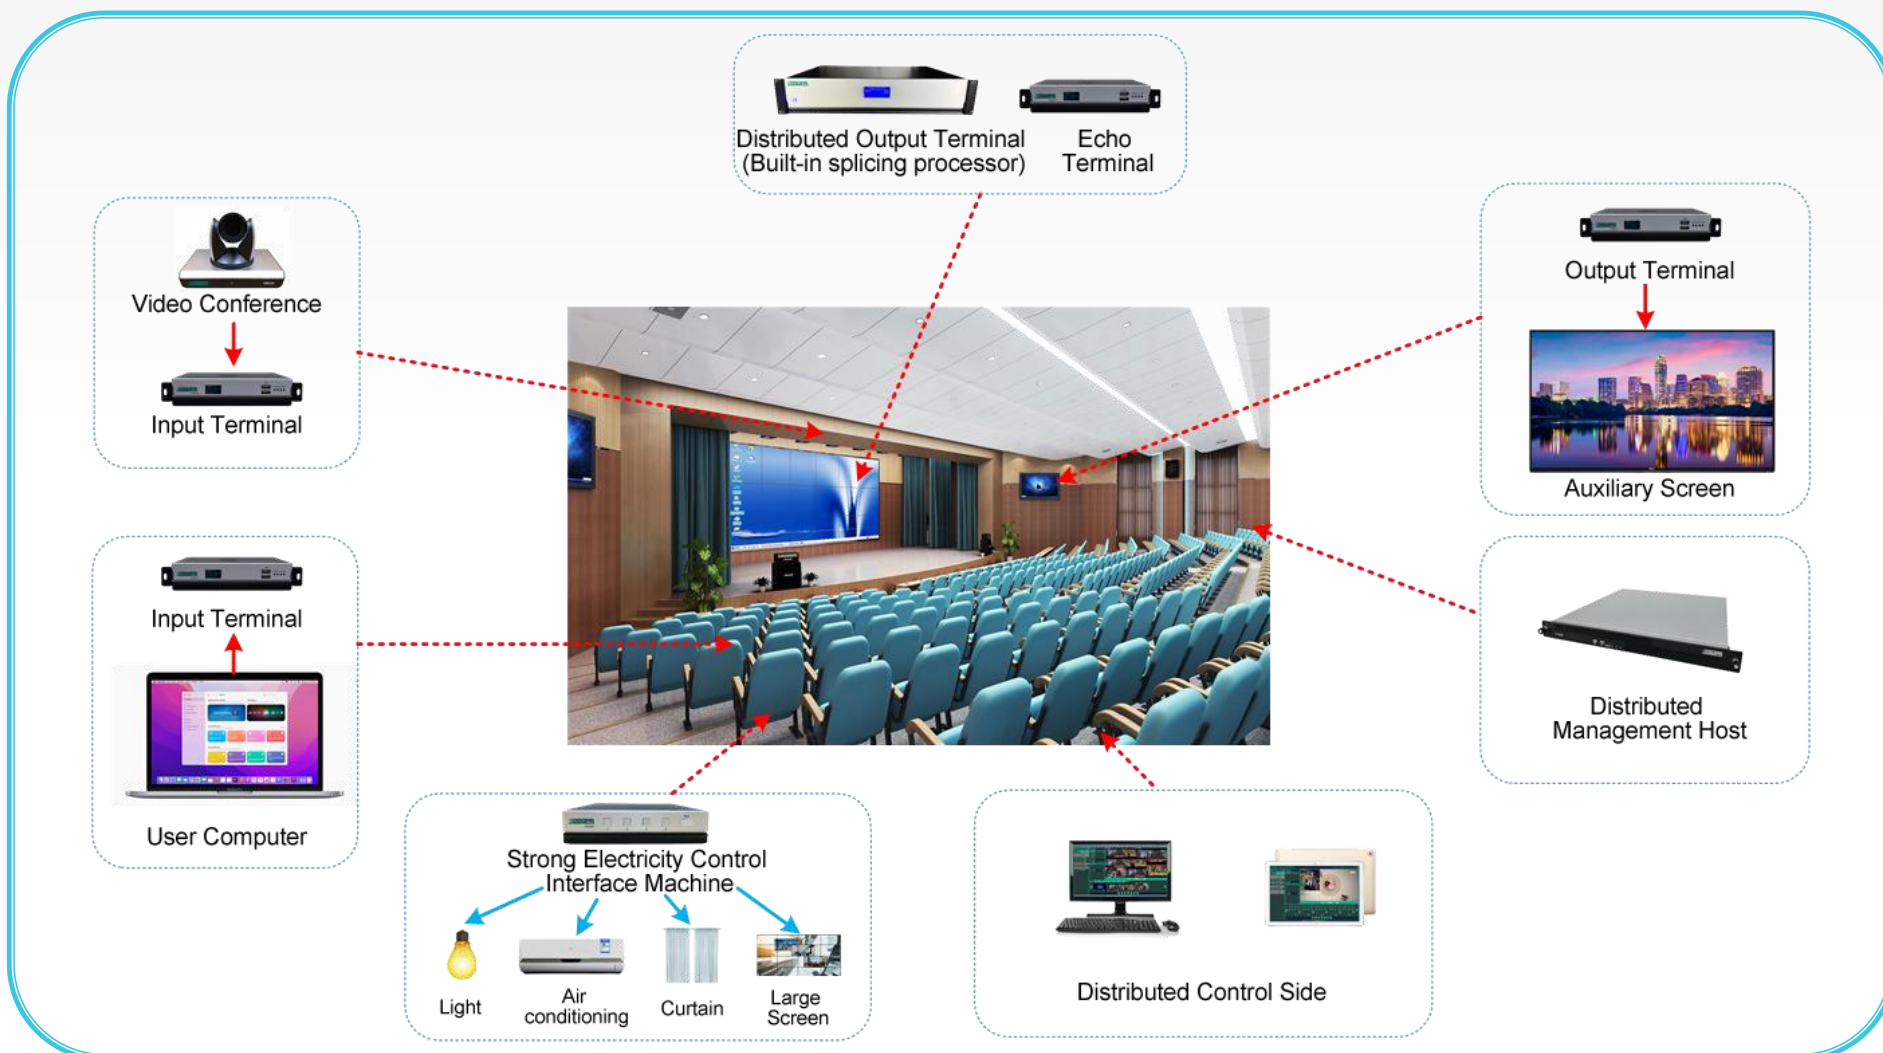 Distributed Output Terminal
(Built-in splicing processor)
Echo
Terminal
Video Conference
Input Terminal
Output Terminal
Auxiliary Screen
Input Terminal
User Computer
Distributed
Management Host
Strong Electricity Control
Interface Machine
Light
Air
conditioning
Curtain
Large
Screen
Distributed Control Side